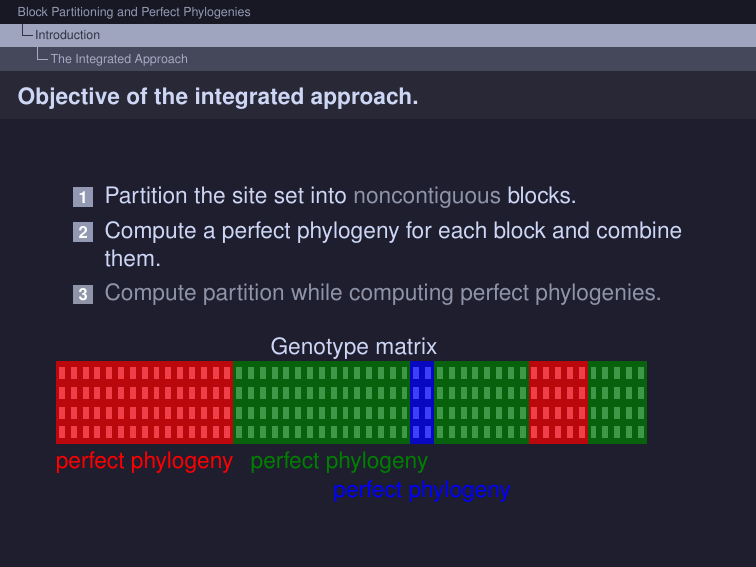 Block Partitioning and Perfect Phylogenies
Introduction
The Integrated Approach
Objective of the integrated approach.
1 Partition the site set into noncontiguous blocks.
2 Compute a perfect phylogeny for each block and combine
them.
3 Compute partition while computing perfect phylogenies.
Genotype matrix
perfect phylogeny perfect phylogeny
perfect phylogeny